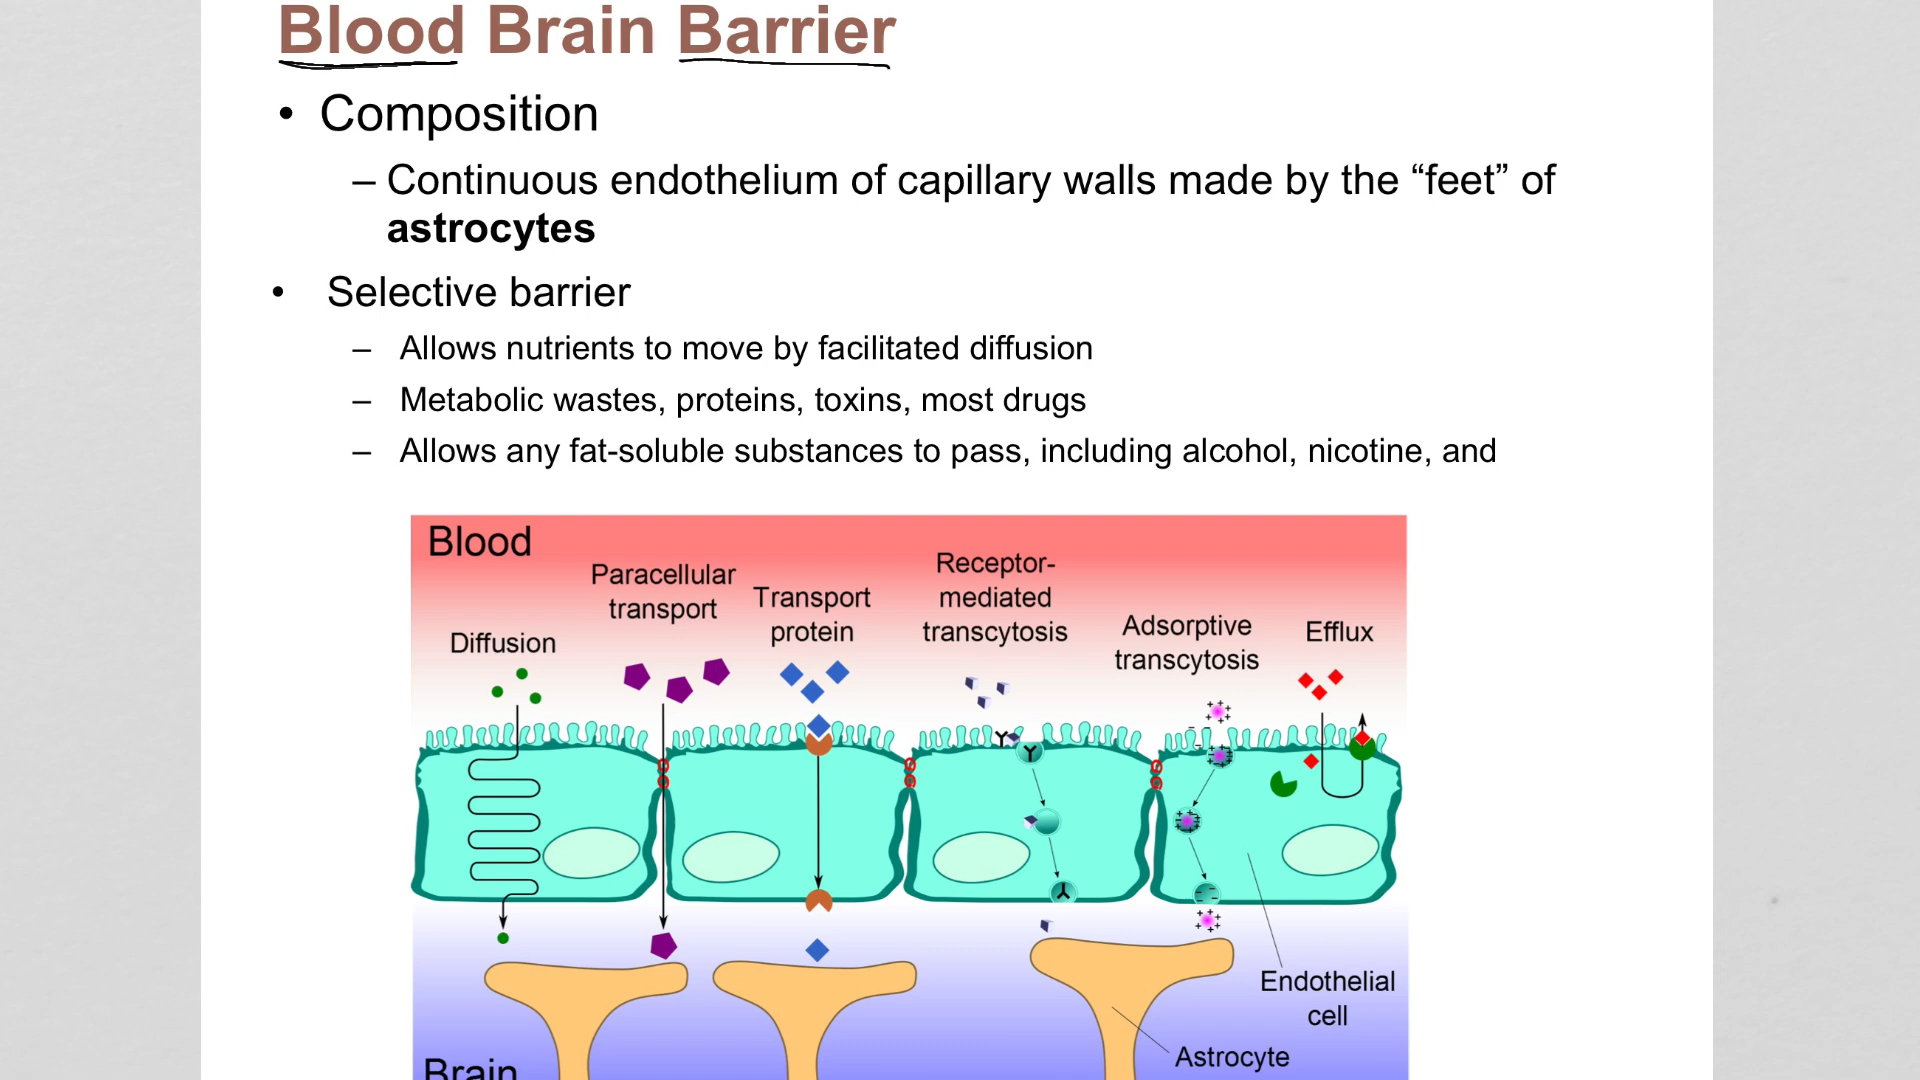 Blood Brain Barrier
• Composition
– Continuous endothelium of capillary walls made by the “feet” of
astrocytes
• Selective barrier
– Allows nutrients to move by facilitated diffusion
– Metabolic wastes, proteins, toxins, most drugs
– Allows any fat-soluble substances to pass, including alcohol, nicotine, and
Blood
Diffusion
Paracellular
transport
Transport
protein
Receptor-
mediated
transcytosis
Adsorptive
transcytosis
Efflux
Endothelial
cell
Astrocyte
Brain